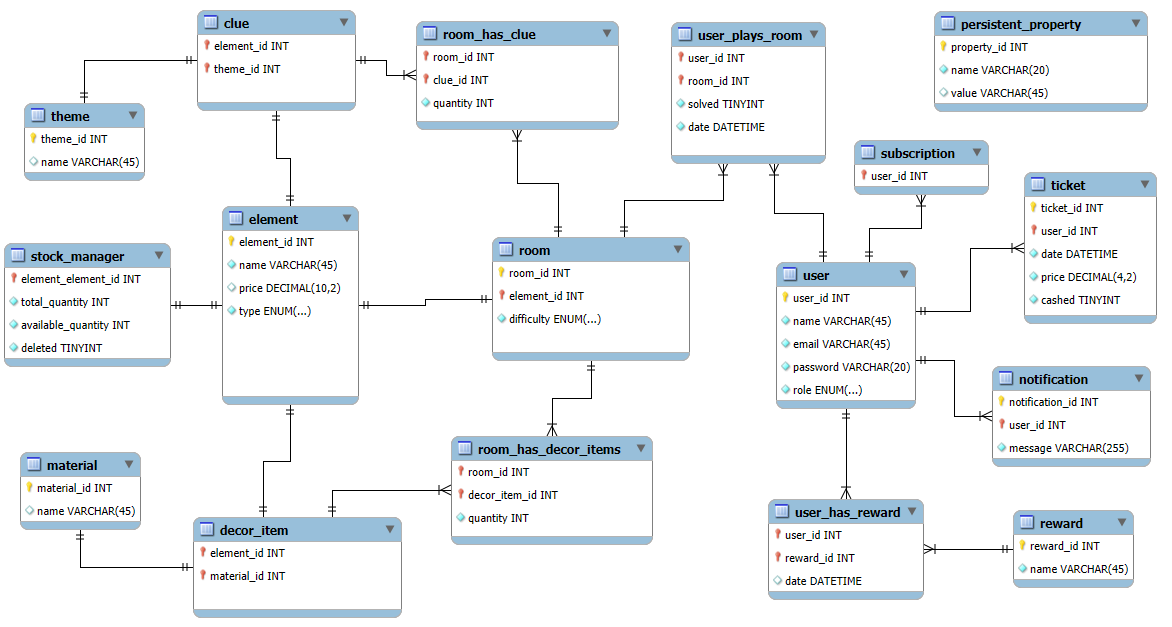 clue
element_id INT
theme_id INT
room_has_clue
room_id INT
clue_id INT
quantity INT
user_plays_room
user_id INT
room_id INT
solved TINYINT
date DATETIME
persistent_property
property_id INT
name VARCHAR(20)
value VARCHAR(45)
theme
theme_id INT
name VARCHAR(45)
subscription
user_id INT
ticket
ticket_id INT
user_id INT
date DATETIME
price DECIMAL(4,2)
cashed TINYINT
element
element_id INT
name VARCHAR(45)
price DECIMAL(10,2)
type ENUM(...)
stock_manager
element_element_id INT
total_quantity INT
available_quantity INT
deleted TINYINT
room
room_id INT
element_id INT
difficulty ENUM(...)
user
user_id INT
name VARCHAR(45)
email VARCHAR(45)
password VARCHAR(20)
role ENUM(...)
notification
notification_id INT
user_id INT
message VARCHAR(255)
material
material_id INT
name VARCHAR(45)
room_has_decor_items
room_id INT
decor_item_id INT
quantity INT
decor_item
element_id INT
material_id INT
user_has_reward
user_id INT
reward_id INT
date DATETIME
reward
reward_id INT
name VARCHAR(45)